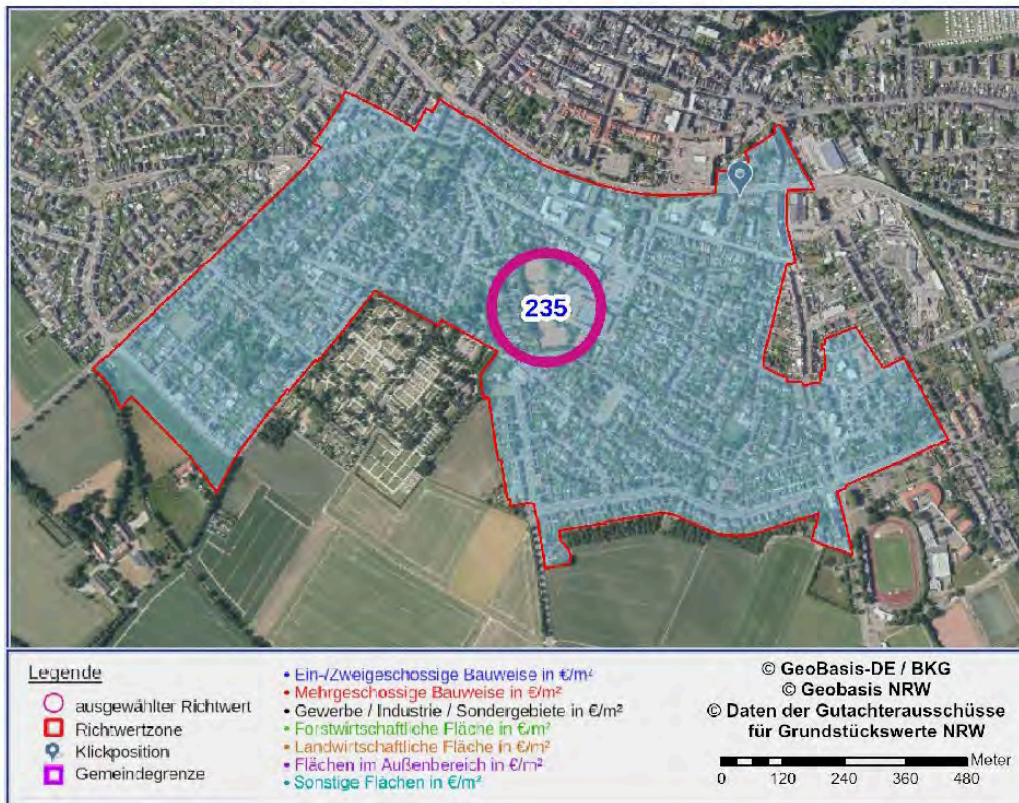 235
Legende
ausgewählter Richtwert
Richtwertzone
Klickposition
Gemeindegrenze
• Ein-/Zweigeschossige Bauweise in €/m²
• Mehrgeschossige Bauweise in €/m²
• Gewerbe / Industrie / Sondergebiete in €/m²
• Forstwirtschaftliche Fläche in €/m²
• Landwirtschaftliche Fläche in €/m²
• Flächen im Außenbereich in €/m²
• Sonstige Flächen in €/m²
© GeoBasis-DE / BKG
© Geobasis NRW
© Daten der Gutachterausschüsse
für Grundstückswerte NRW
Meter
0 120 240 360 480